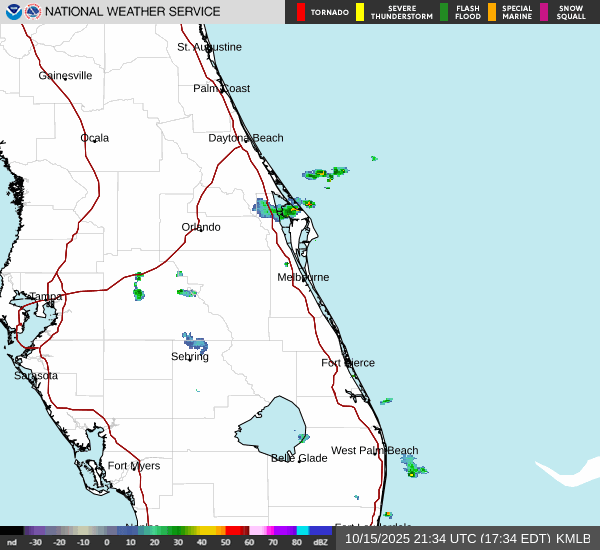 NATIONAL WEATHER SERVICE
TORNADO
SEVERE THUNDERSTORM
FLASH FLOOD
SPECIAL MARINE
SNOW SQUALL
St. Augustine
Gainesville
Palm Coast
Ocala
Daytona Beach
Orlando
Melbourne
Tampa
Sebring
Fort Pierce
Sarasota
West Palm Beach
Belle Glade
Fort Myers
nd -30 -20 -10 0 10 20 30 40 50 60 70 80 dBZ
10/15/2025 21:34 UTC (17:34 EDT) KMLB